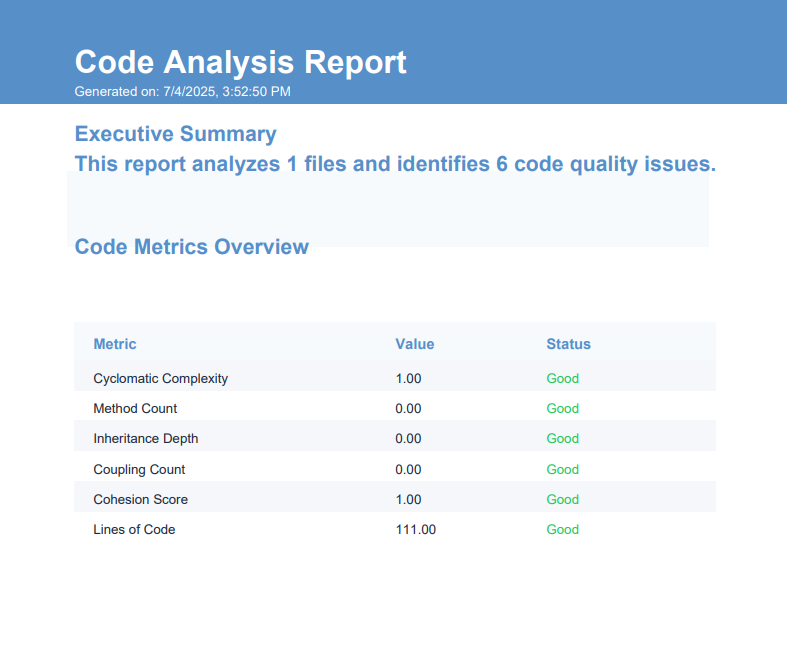 Code Analysis Report
Generated on: 7/4/2025, 3:52:50 PM
Executive Summary
This report analyzes 1 files and identifies 6 code quality issues.
Code Metrics Overview
Metric Value Status
Cyclomatic Complexity 1.00 Good
Method Count 0.00 Good
Inheritance Depth 0.00 Good
Coupling Count 0.00 Good
Cohesion Score 1.00 Good
Lines of Code 111.00 Good